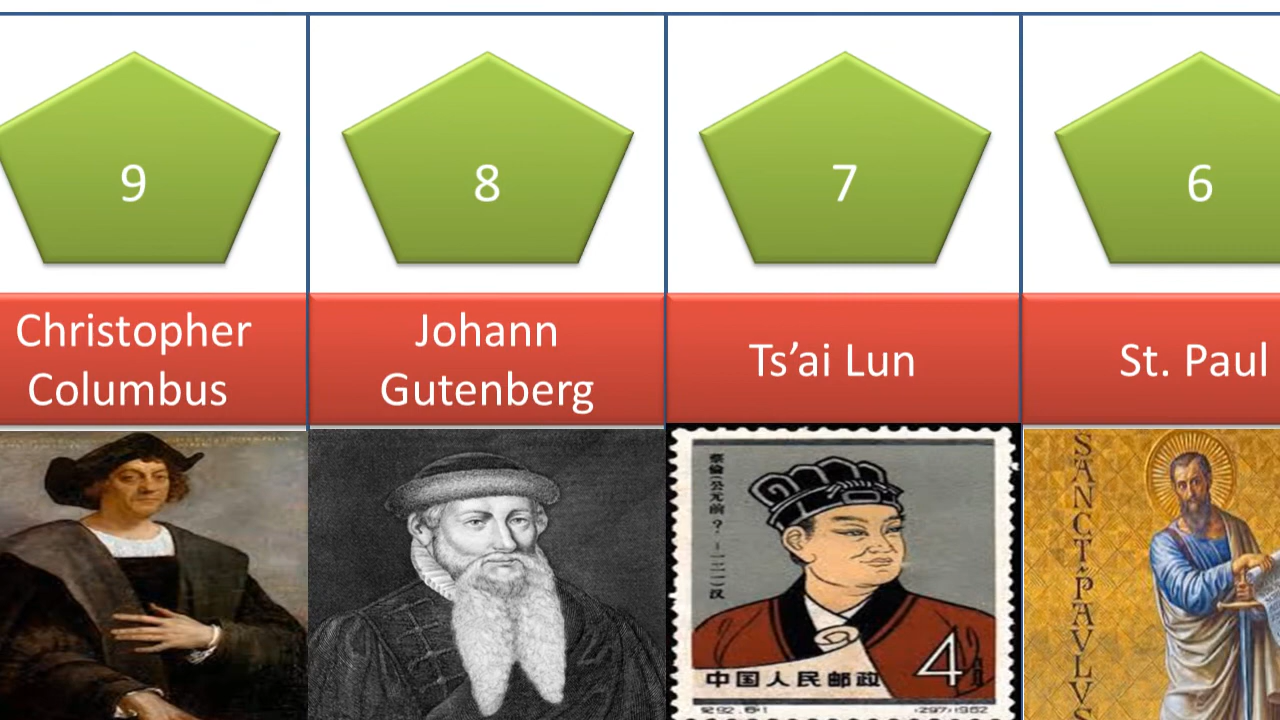 9
8
7
6
Christopher
Columbus
Johann
Gutenberg
Ts’ai Lun
St. Paul
中国人民邮政
4
SANCT
PAVLVS